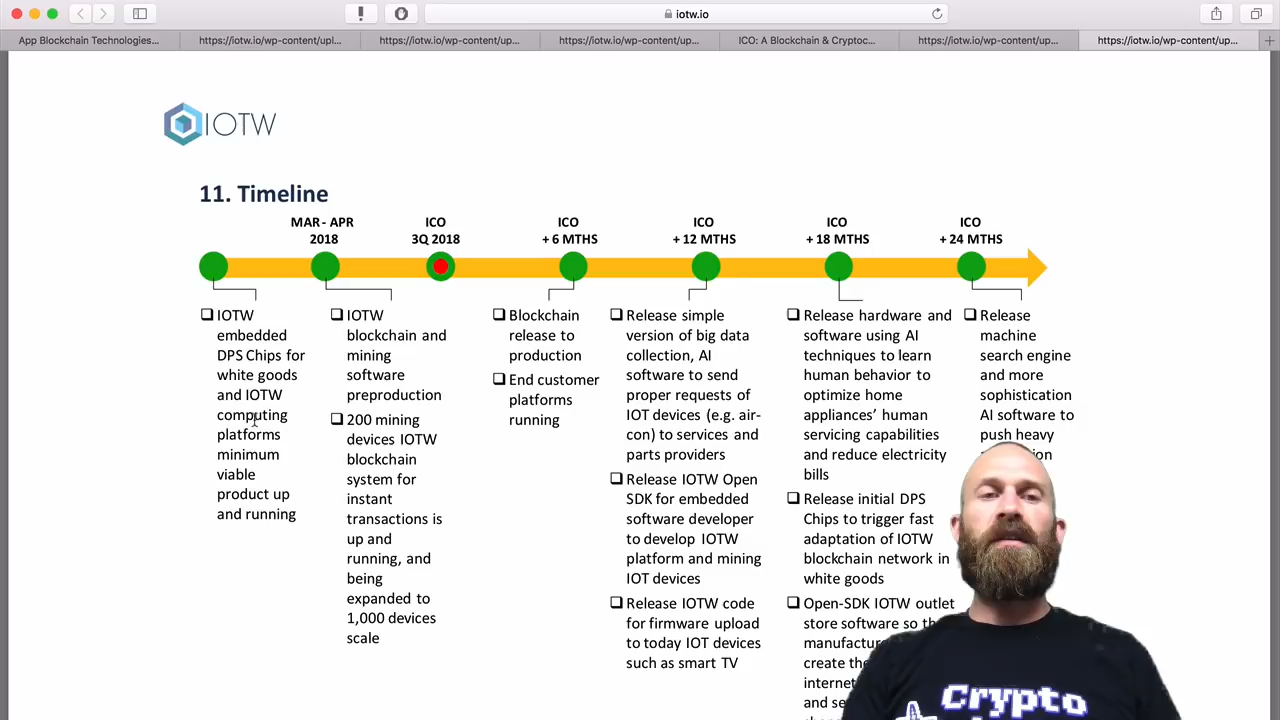 iotw.io
App Blockchain Technologies...
https://iotw.io/wp-content/upl...
https://iotw.io/wp-content/up...
https://iotw.io/wp-content/up...
ICO: A Blockchain & Cryptoc...
https://iotw.io/wp-content/up...
https://iotw.io/wp-content/up...
IOTW
11. Timeline
MAR - APR
2018
ICO
3Q 2018
ICO
+ 6 MTHS
ICO
+ 12 MTHS
ICO
+ 18 MTHS
ICO
+ 24 MTHS
IOTW
embedded
DPS Chips for
white goods
and IOTW
computing
platforms
minimum
viable
product up
and running
IOTW
blockchain and
mining
software
preproduction
200 mining
devices IOTW
blockchain
system for
instant
transactions is
up and
running, and
being
expanded to
1,000 devices
scale
Blockchain
release to
production
End customer
platforms
running
Release simple
version of big data
collection, AI
software to send
proper requests of
IOT devices (e.g. air-
con) to services and
parts providers
Release IOTW Open
SDK for embedded
software developer
to develop IOTW
platform and mining
IOT devices
Release IOTW code
for firmware upload
to today IOT devices
such as smart TV
Release hardware and
software using AI
techniques to learn
human behavior to
optimize home
appliances' human
servicing capabilities
and reduce electricity
bills
Release initial DPS
Chips to trigger fast
adaptation of IOTW
blockchain network in
white goods
Open-SDK IOTW outlet
store software so
manufactur
create
internet
and
Release
machine
search engine
and more
sophistication
AI software to
push heavy
Crypto